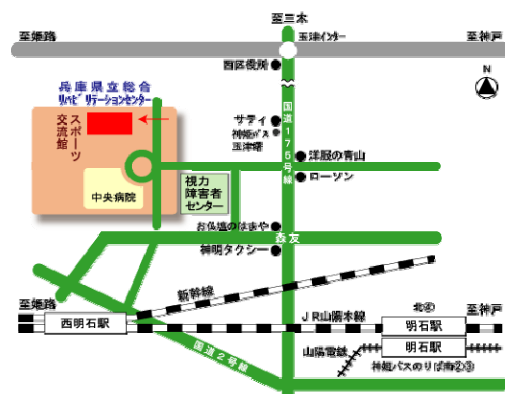 至三木
至姫路
玉津インター
至神戸
西区役所
N
兵庫県立総合
リハビリテーションセンター
スポーツ
交流館
国道175号線
サティ
神姫バス
玉津曙
洋服の青山
ローソン
中央病院
視力
障害者
センター
お仏壇のはまや
森友
神明タクシー
新幹線
至姫路
西明石駅
JR山陽本線
北④
明石駅
至神戸
山陽電鉄
明石駅
国道2号線
神姫バスのりば南②③